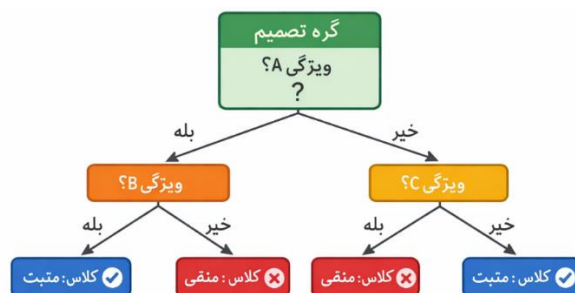 گره تصمیم
ویژگی A؟
?
بله
خیر
ویژگی B؟
ویژگی C؟
بله
خیر
بله
خیر
کلاس: متبت
کلاس: منقی
کلاس: منقی
کلاس: متبت